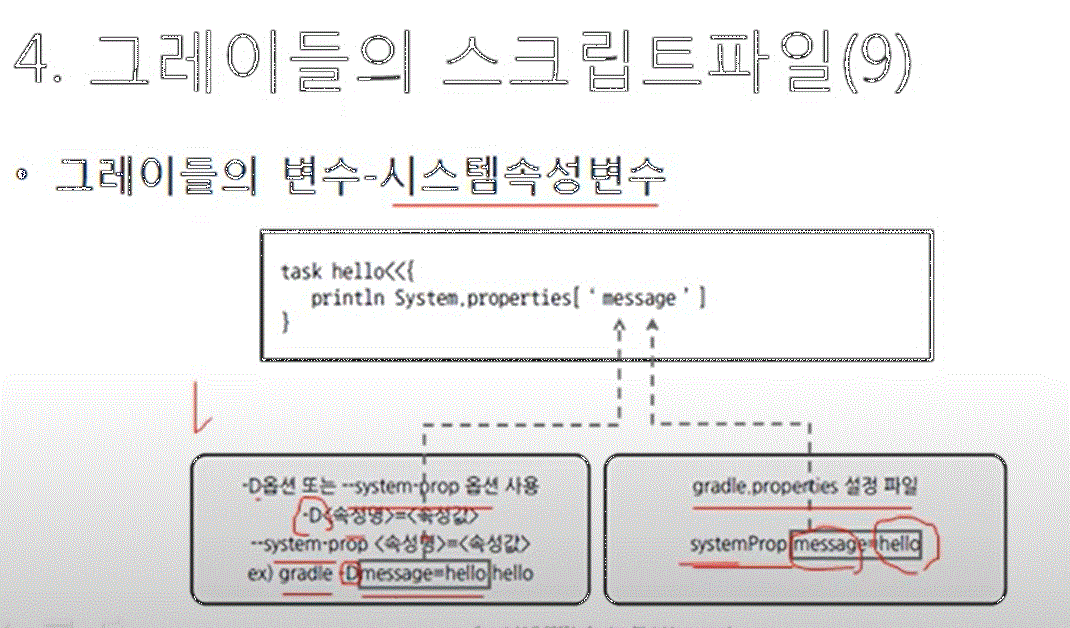 4. 그레이들의 스크립트파일(9)
• 그레이들의 변수-시스템속성변수
task hello<<{
println System.properties[ ‘ message ’ ]
}
-D옵션 또는 --system-prop 옵션 사용
-D<속성명>=<속성값>
--system-prop <속성명>=<속성값>
ex) gradle -Dmessage=hello hello
gradle.properties 설정 파일
systemProp message=hello